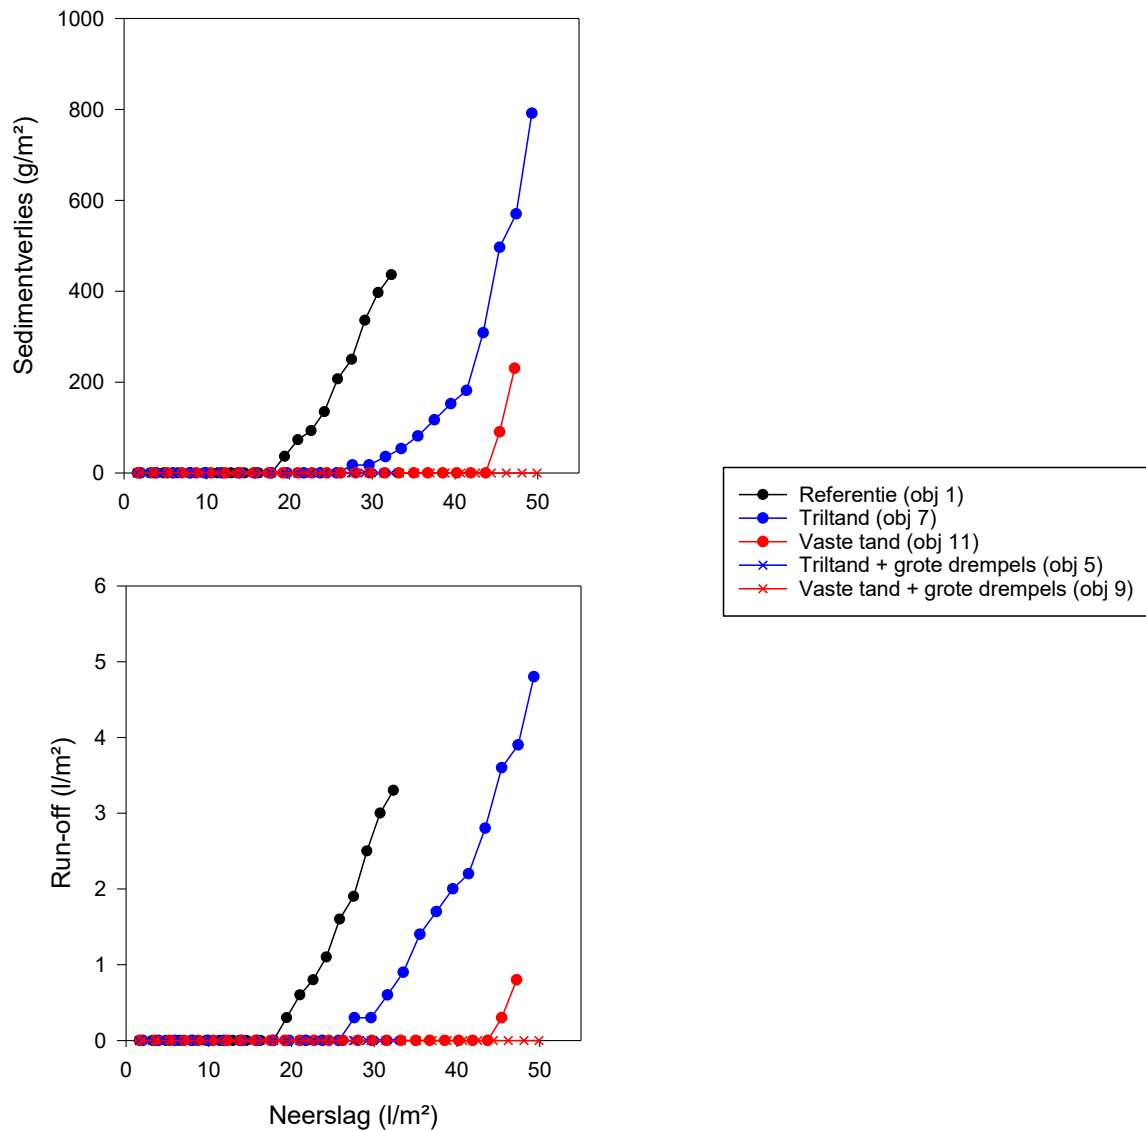 1000
800
600
400
200
0
Sedimentverlies (g/m²)
0 10 20 30 40 50
Referentie (obj 1)
Triltand (obj 7)
Vaste tand (obj 11)
Triltand + grote drempels (obj 5)
Vaste tand + grote drempels (obj 9)
6
5
4
3
2
1
0
Run-off (l/m²)
0 10 20 30 40 50
Neerslag (l/m²)